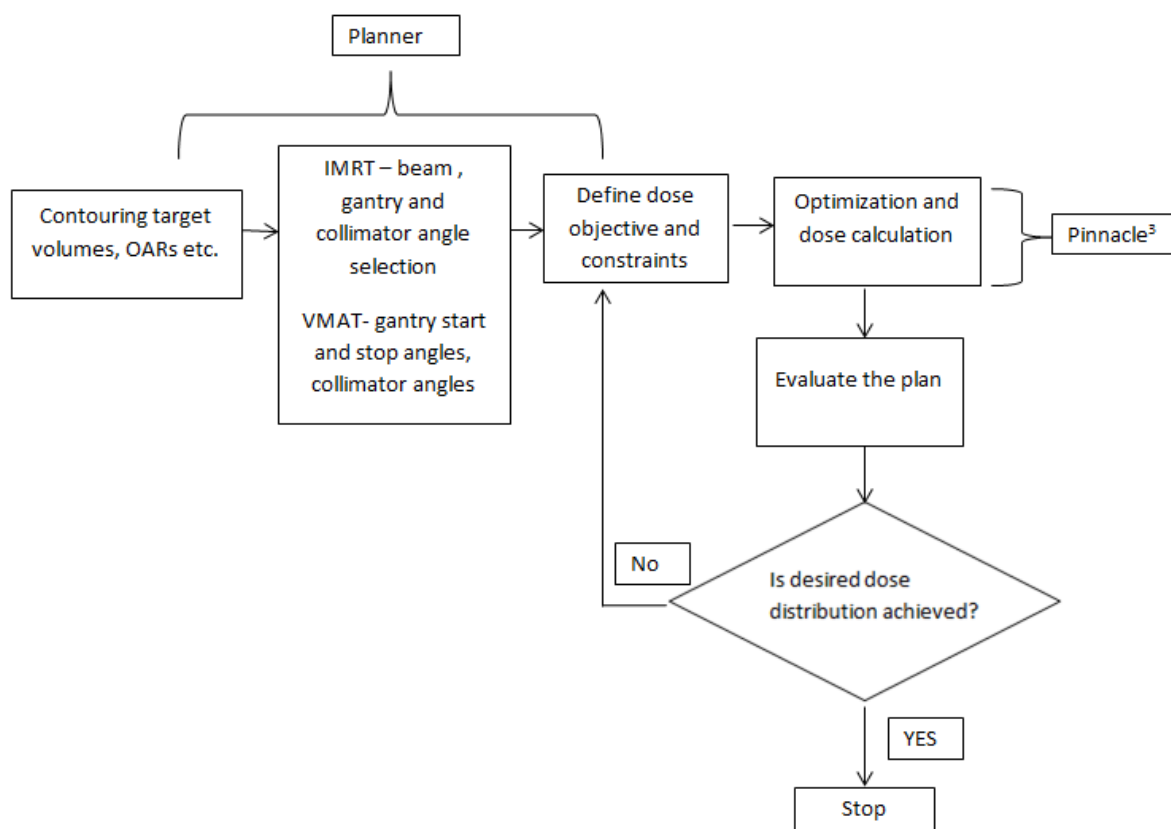 Planner
Contouring target
volumes, OARs etc.
IMRT – beam ,
gantry and
collimator angle
selection
VMAT- gantry start
and stop angles,
collimator angles
Define dose
objective and
constraints
Optimization and
dose calculation
Pinnacle³
Evaluate the plan
Is desired dose
distribution achieved?
No
YES
Stop